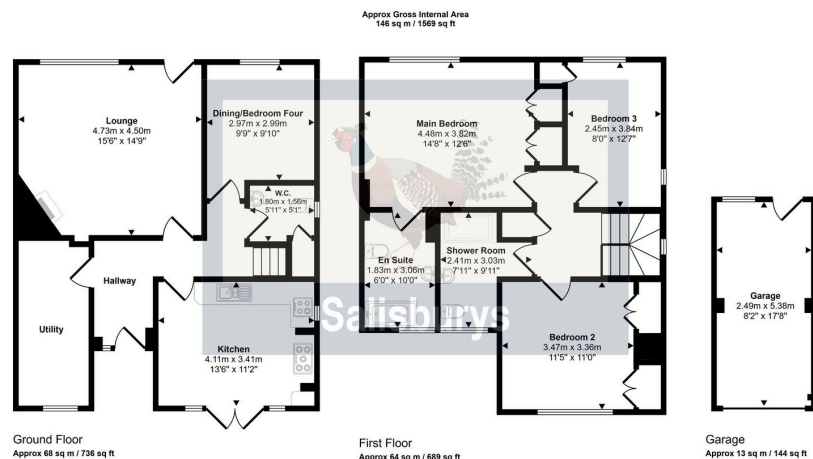 Approx Gross Internal Area
146 sq m / 1569 sq ft
Lounge
4.73m x 4.50m
15'6" x 14'9"
Dining/Bedroom Four
2.97m x 2.99m
9'9" x 9'10"
W.C.
1.80m x 1.56m
5'11" x 5'1"
Hallway
Utility
Kitchen
4.11m x 3.41m
13'6" x 11'2"
Main Bedroom
4.48m x 3.82m
14'8" x 12'6"
Bedroom 3
2.45m x 3.84m
8'0" x 12'7"
En Suite
1.83m x 3.06m
6'0" x 10'0"
Shower Room
2.41m x 3.03m
7'11" x 9'11"
Bedroom 2
3.47m x 3.36m
11'5" x 11'0"
Garage
2.49m x 5.38m
8'2" x 17'8"
Salisburys
Ground Floor
Approx 68 sq m / 736 sq ft
First Floor
Approx 64 sq m / 689 sq ft
Garage
Approx 13 sq m / 144 sq ft